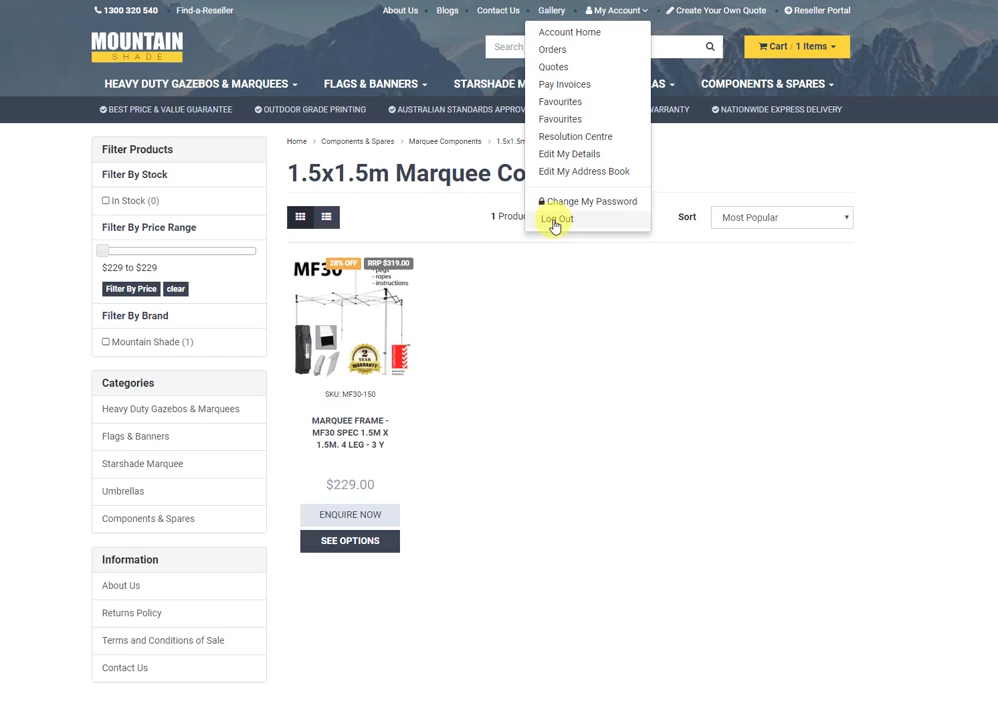 1300 320 540
Find-a-Reseller
About Us
Blogs
Contact Us
Gallery
My Account
Create Your Own Quote
Reseller Portal
MOUNTAIN
SHADE
Search
Cart / 1 Items
HEAVY DUTY GAZEBOS & MARQUEES
FLAGS & BANNERS
STARSHADE M
AS
COMPONENTS & SPARES
BEST PRICE & VALUE GUARANTEE
OUTDOOR GRADE PRINTING
AUSTRALIAN STANDARDS APPROV
WARRANTY
NATIONWIDE EXPRESS DELIVERY
Account Home
Orders
Quotes
Pay Invoices
Favourites
Favourites
Resolution Centre
Edit My Details
Edit My Address Book
Change My Password
Log Out
Filter Products
Filter By Stock
In Stock (0)
Filter By Price Range
$229 to $229
Filter By Price
clear
Filter By Brand
Mountain Shade (1)
Categories
Heavy Duty Gazebos & Marquees
Flags & Banners
Starshade Marquee
Umbrellas
Components & Spares
Information
About Us
Returns Policy
Terms and Conditions of Sale
Contact Us
Home > Components & Spares > Marquee Components > 1.5x1.5m
1.5x1.5m Marquee Co
1 Produ
Sort
Most Popular
MF30
28% OFF
RRP $319.00
- pegs
- ropes
- instructions
2
YEAR
WARRANTY
SKU: MF30-150
MARQUEE FRAME -
MF30 SPEC 1.5M X
1.5M. 4 LEG - 3 Y
$229.00
ENQUIRE NOW
SEE OPTIONS